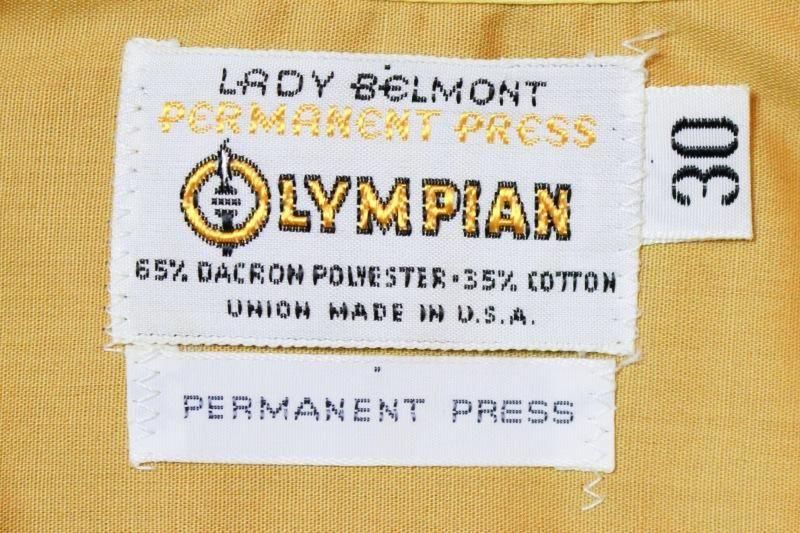 LADY BELMONT
PERMANENT PRESS
OLYMPIAN
65% DACRON POLYESTER·35% COTTON
UNION MADE IN U.S.A.
30
PERMANENT PRESS